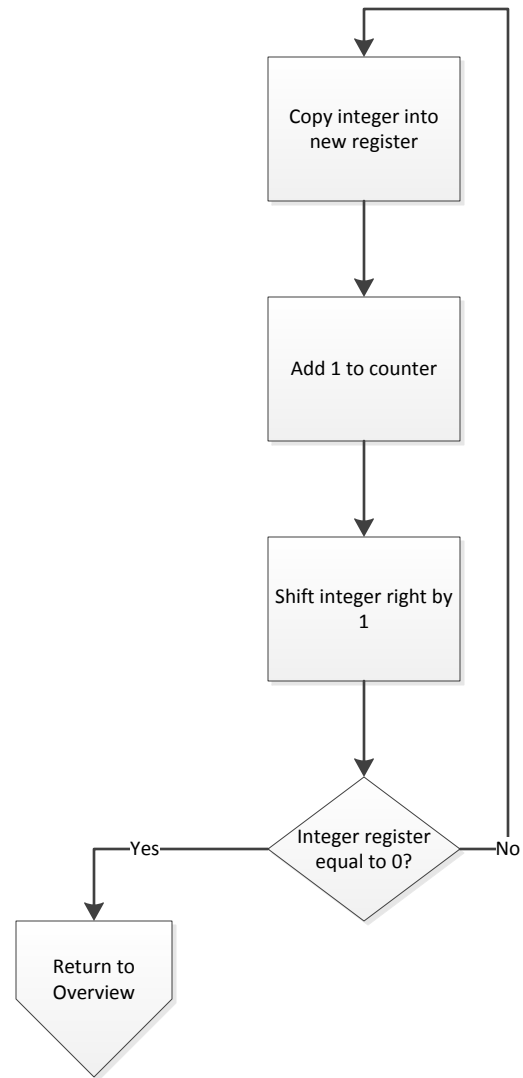 Copy integer into
new register
Add 1 to counter
Shift integer right by
1
Integer register
equal to 0?
Yes
No
Return to
Overview